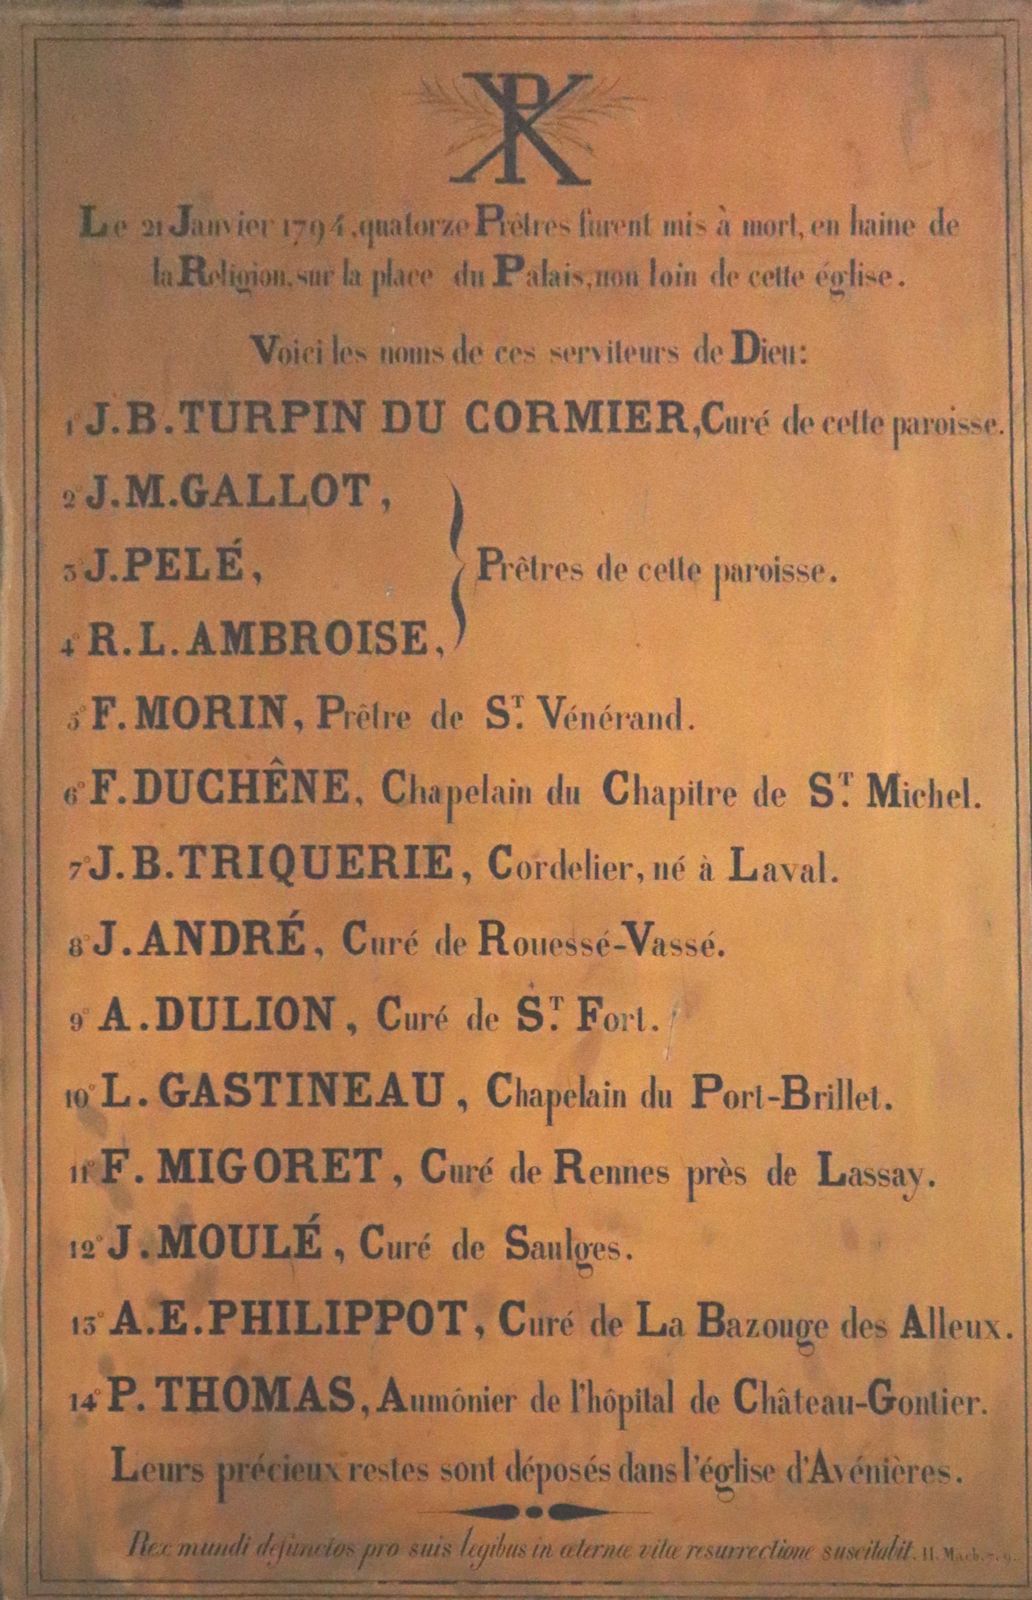 Le 21 Janvier 1794, quatorze Prêtres furent mis à mort, en haine de
la Religion, sur la place du Palais, non loin de cette église.
Voici les noms de ces serviteurs de Dieu:
1° J.B.TURPIN DU CORMIER, Curé de cette paroisse.
2° J.M.GALLOT,
3° J.PELÉ,
Prêtres de cette paroisse.
4° R.L.AMBROISE,
5° F.MORIN, Prêtre de ST. Vénérand.
6° F.DUCHÊNE, Chapelain du Chapitre de ST. Michel.
7° J.B.TRIQUERIE, Cordelier, né à Laval.
8° J.ANDRÉ, Curé de Rouessé-Vassé.
9° A.DULION, Curé de ST. Fort.
10° L. GASTINEAU, Chapelain du Port-Brillet.
11° F. MIGORET, Curé de Rennes près de Lassay.
12° J.MOULÉ, Curé de Saulges.
13° A.E.PHILIPPOT, Curé de La Bazouge des Alleux.
14° P. THOMAS, Aumônier de l'hôpital de Château-Gontier.
Leurs précieux restes sont déposés dans l'église d'Avénières.
Rex mundi defunctos pro suis legibus in œternœ vitœ resurrectione suscitabit. II. Mach. 7. 9.